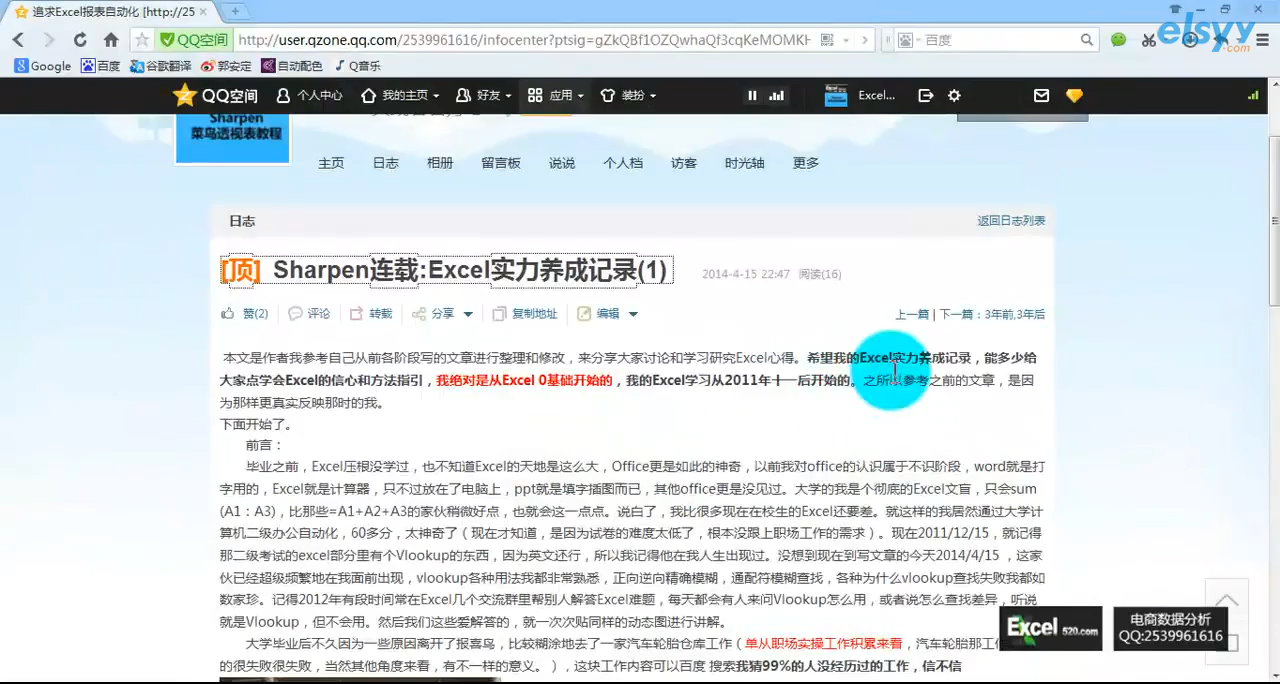 追求Excel报表自动化 [http://25
elsyy
.com
QQ空间 http://user.qzone.qq.com/2539961616/infocenter?ptsig=gZkQBf1OZQwhaQf3cqKeMOMKH 百度
Google 百度 谷歌翻译 郭安定 自动配色 Q音乐
QQ空间 个人中心 我的主页 好友 应用 装扮 Excel...
Sharpen
菜鸟透视表教程
主页 日志 相册 留言板 说说 个人档 访客 时光轴 更多
日志 返回日志列表
[顶] Sharpen连载:Excel实力养成记录(1) 2014-4-15 22:47 阅读(16)
赞(2) 评论 转载 分享 复制地址 编辑 上一篇 | 下一篇：3年前,3年后
本文是作者我参考自己从前各阶段写的文章进行整理和修改，来分享大家讨论和学习研究Excel心得。希望我的Excel实力养成记录，能多少给
大家点学会Excel的信心和方法指引，我绝对是从Excel 0基础开始的，我的Excel学习从2011年十一后开始的。之所以参考之前的文章，是因
为那样更真实反映那时的我。
下面开始了。
前言：
毕业之前，Excel压根没学过，也不知道Excel的天地是这么大，Office更是如此的神奇，以前我对office的认识属于不识阶段，word就是打
字用的，Excel就是计算器，只不过放在了电脑上，ppt就是填字插图而已，其他office更是没见过。大学的我是个彻底的Excel文盲，只会sum
(A1：A3)，比那些=A1+A2+A3的家伙稍微好点，也就会这一点点。说白了，我比很多现在在校生的Excel还要差。就这样的我居然通过大学计
算机二级办公自动化，60多分，太神奇了（现在才知道，是因为试卷的难度太低了，根本没跟上职场工作的需求）。现在2011/12/15，就记得
那二级考试的excel部分里有个Vlookup的东西，因为英文还行，所以我记得他在我人生出现过。没想到现在到写文章的今天2014/4/15 ，这家
伙已经超级频繁地在我面前出现，vlookup各种用法我都非常熟悉，正向逆向精确模糊，通配符模糊查找，各种为什么vlookup查找失败我都如
数家珍。记得2012年有段时间常在Excel几个交流群里帮别人解答Excel难题，每天都会有人来问Vlookup怎么用，或者说怎么查找差异，听说
就是Vlookup，但不会用。然后我们这些爱解答的，就一次次贴同样的动态图进行讲解。
大学毕业后不久因为一些原因离开了报喜鸟，比较糊涂地去了一家汽车轮胎仓库工作（单从职场实操工作积累来看，汽车轮胎那工
的很失败很失败，当然其他角度来看，有不一样的意义。），这块工作内容可以百度 搜索我猜99%的人没经历过的工作，信不信
Excel 520.com
电商数据分析
QQ:2539961616